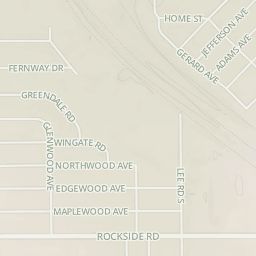 HOME ST
JEFFERSON AVE
ADAMS AVE
GERARD AVE
FERNWAY DR
GREENDALE RD
GLENWOOD AVE
WINGATE RD
NORTHWOOD AVE
LEE RD S
EDGEWOOD AVE
MAPLEWOOD AVE
ROCKSIDE RD